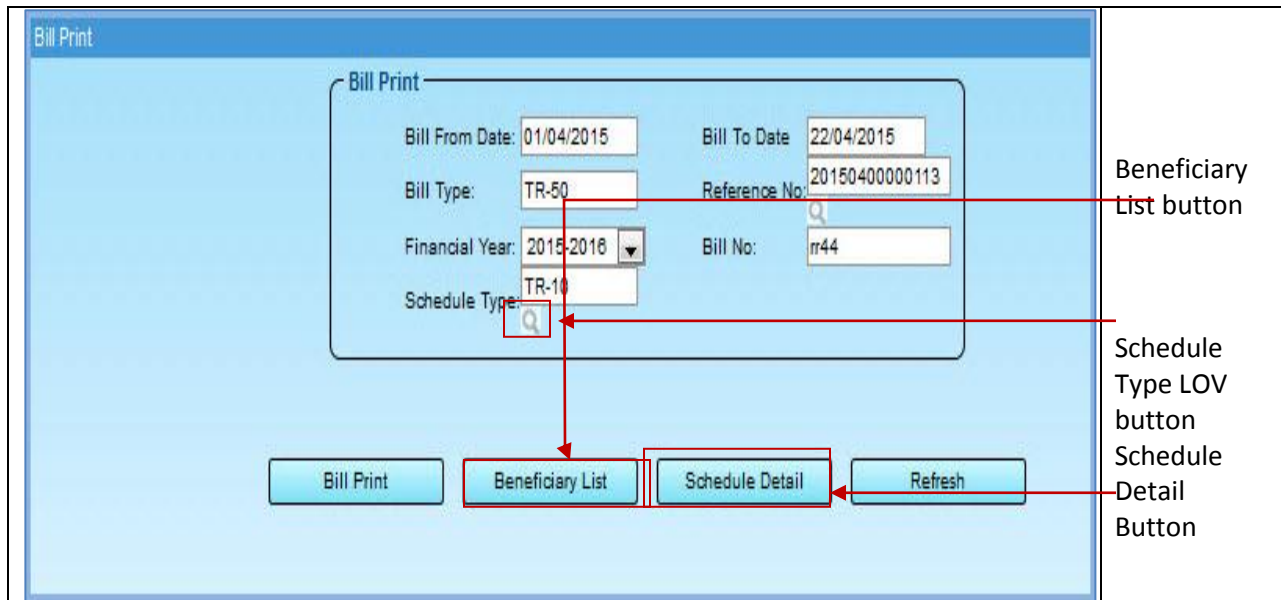 Bill Print
Bill Print
Bill From Date: 01/04/2015 Bill To Date 22/04/2015
Bill Type: TR-50 Reference No: 20150400000113
Financial Year: 2015-2016 Bill No: rr44
Schedule Type: TR-10
Bill Print Beneficiary List Schedule Detail Refresh
Beneficiary
List button
Schedule
Type LOV
button
Schedule
Detail
Button